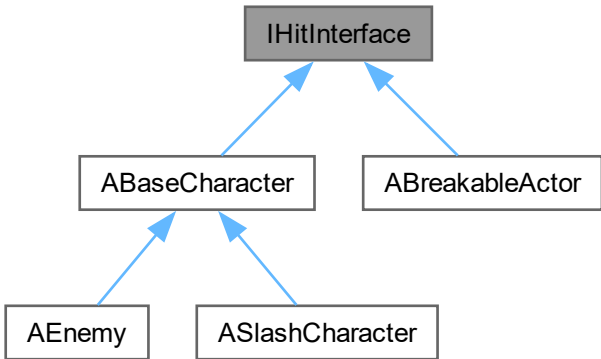 IHitInterface
ABaseCharacter
ABreakableActor
AEnemy
ASlashCharacter